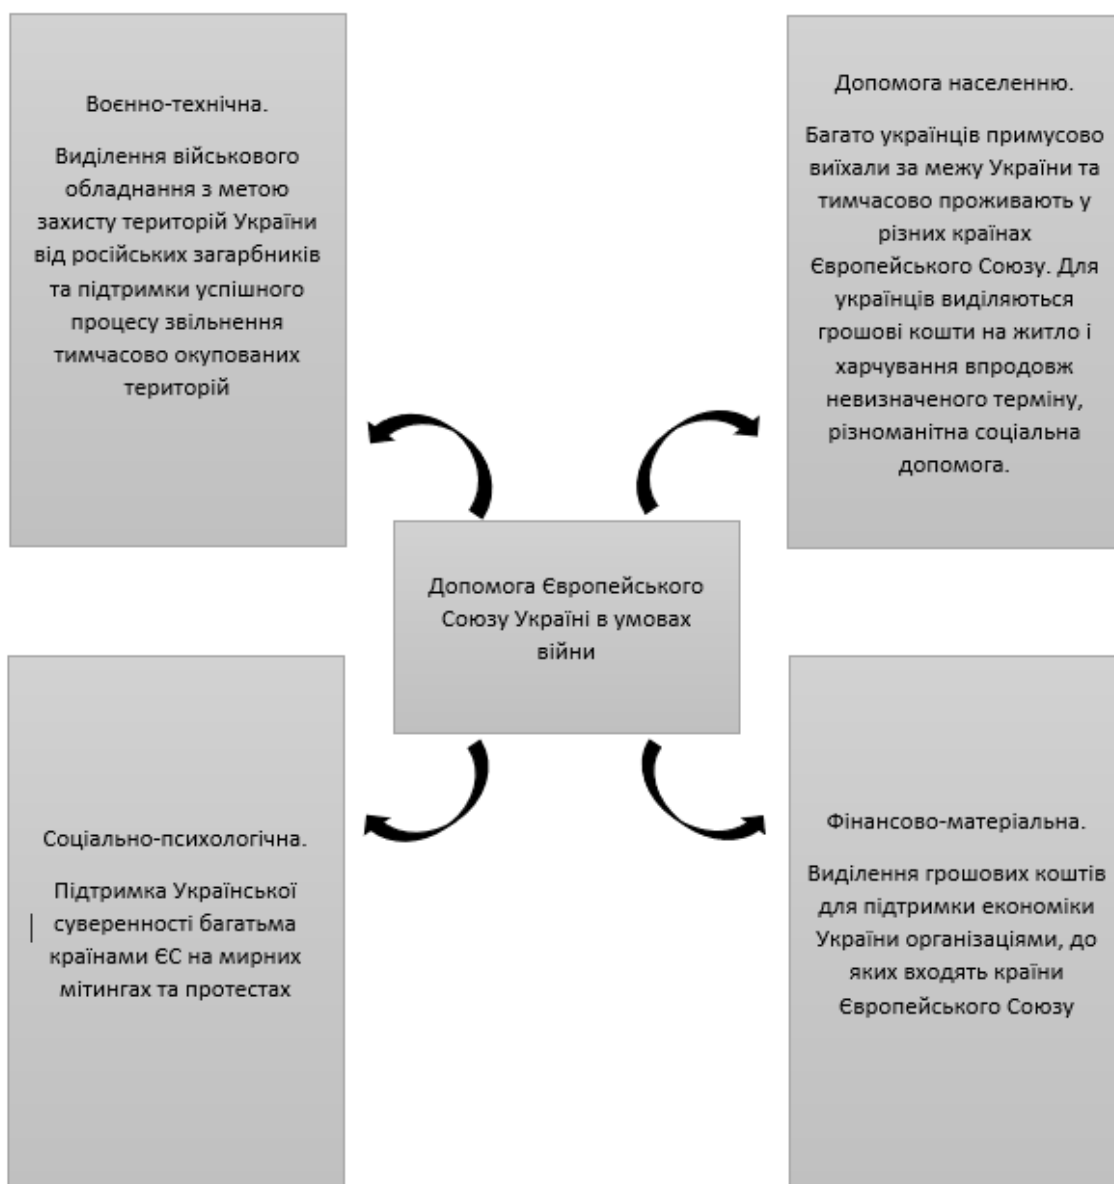 Воєнно-технічна.
Виділення військового
обладнання з метою
захисту територій України
від російських загарбників
та підтримки успішного
процесу звільнення
тимчасово окупованих
територій
Допомога населенню.
Багато українців примусово
виїхали за межу України та
тимчасово проживають у
різних країнах
Європейського Союзу. Для
українців виділяються
грошові кошти на житло і
харчування впродовж
невизначеного терміну,
різноманітна соціальна
допомога.
Допомога Європейського
Союзу Україні в умовах
війни
Соціально-психологічна.
Підтримка Української
суверенності багатьма
країнами ЄС на мирних
мітингах та протестах
Фінансово-матеріальна.
Виділення грошових коштів
для підтримки економіки
України організаціями, до
яких входять країни
Європейського Союзу